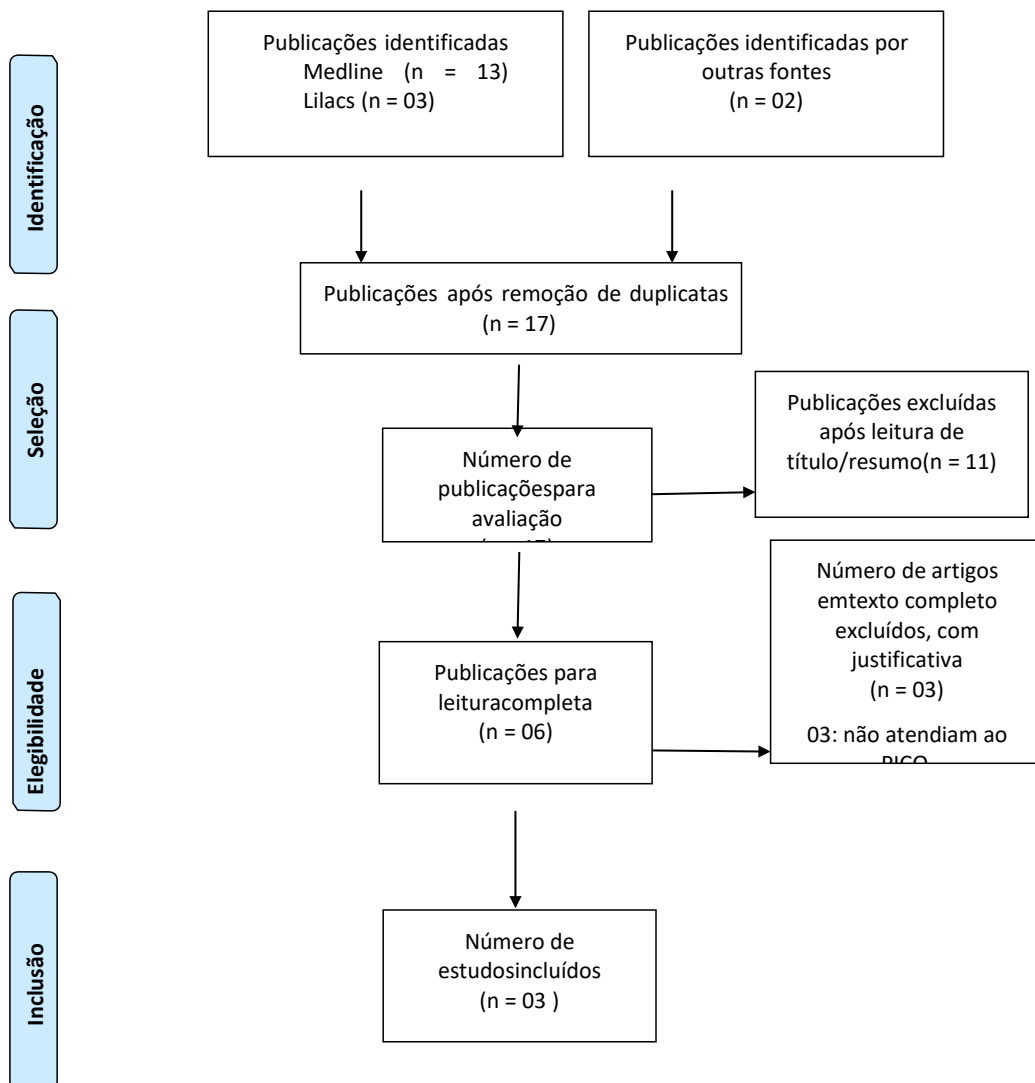 Identificação
Publicações identificadas
Medline (n = 13)
Lilacs (n = 03)
Publicações identificadas por
outras fontes
(n = 02)
Publicações após remoção de duplicatas
(n = 17)
Seleção
Número de
publicaçõespara
avaliação
Publicações excluídas
após leitura de
título/resumo(n = 11)
Elegibilidade
Publicações para
leituracompleta
(n = 06)
Número de artigos
emtexto completo
excluídos, com
justificativa
(n = 03)
03: não atendiam ao
Inclusão
Número de
estudosincluídos
(n = 03 )